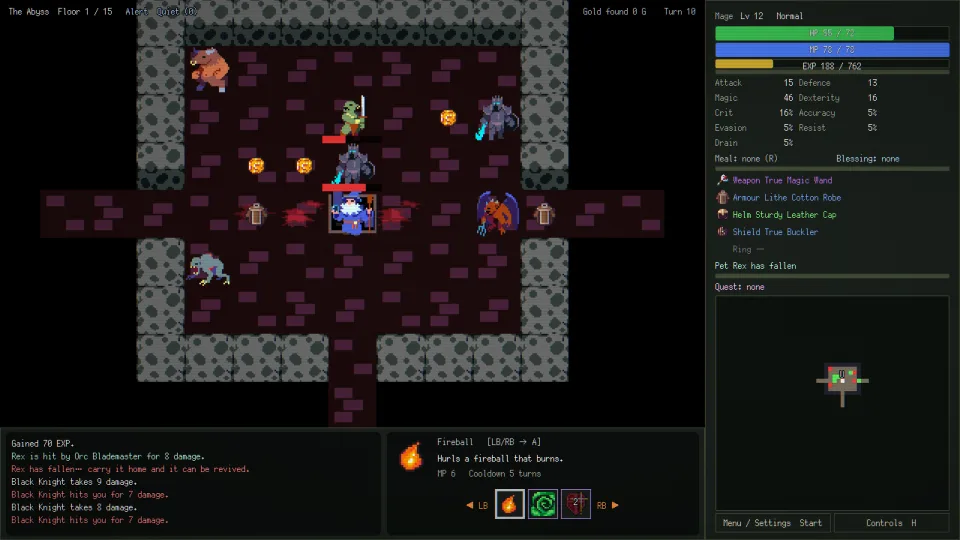 The Abyss Floor 1 / 15 Alert Quiet (0) Gold found 0 G Turn 10
Mage Lv 12 Normal
MP 78 / 78
EXP 188 / 762
Attack 15 Defence 13
Magic 46 Dexterity 16
Crit 16% Accuracy 5%
Evasion 5% Resist 5%
Drain 5%
Meal: none (R) Blessing: none
Weapon True Magic Wand
Armour Lithe Cotton Robe
Helm Sturdy Leather Cap
Shield True Buckler
Ring —
Pet Rex has fallen
Quest: none
Gained 70 EXP.
Rex is hit by Orc Blademaster for 8 damage.
Rex has fallen… carry it home and it can be revived.
Black Knight takes 9 damage.
Black Knight hits you for 7 damage.
Black Knight takes 8 damage.
Black Knight hits you for 7 damage.
Fireball [LB/RB → A]
Hurls a fireball that burns.
MP 6 Cooldown 5 turns
◀ LB 2 RB ▶
Menu / Settings Start Controls H